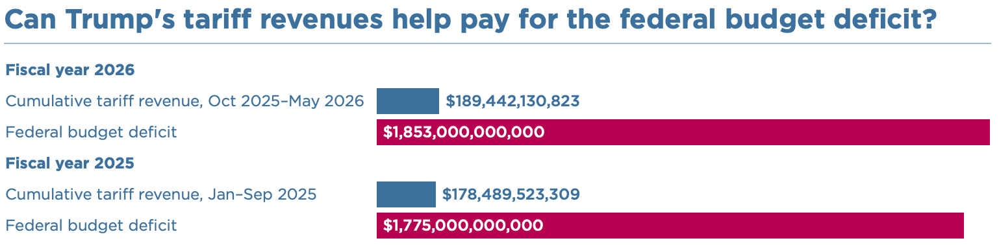 Can Trump's tariff revenues help pay for the federal budget deficit?
Fiscal year 2026
Cumulative tariff revenue, Oct 2025–May 2026 $189,442,130,823
Federal budget deficit $1,853,000,000,000
Fiscal year 2025
Cumulative tariff revenue, Jan–Sep 2025 $178,489,523,309
Federal budget deficit $1,775,000,000,000